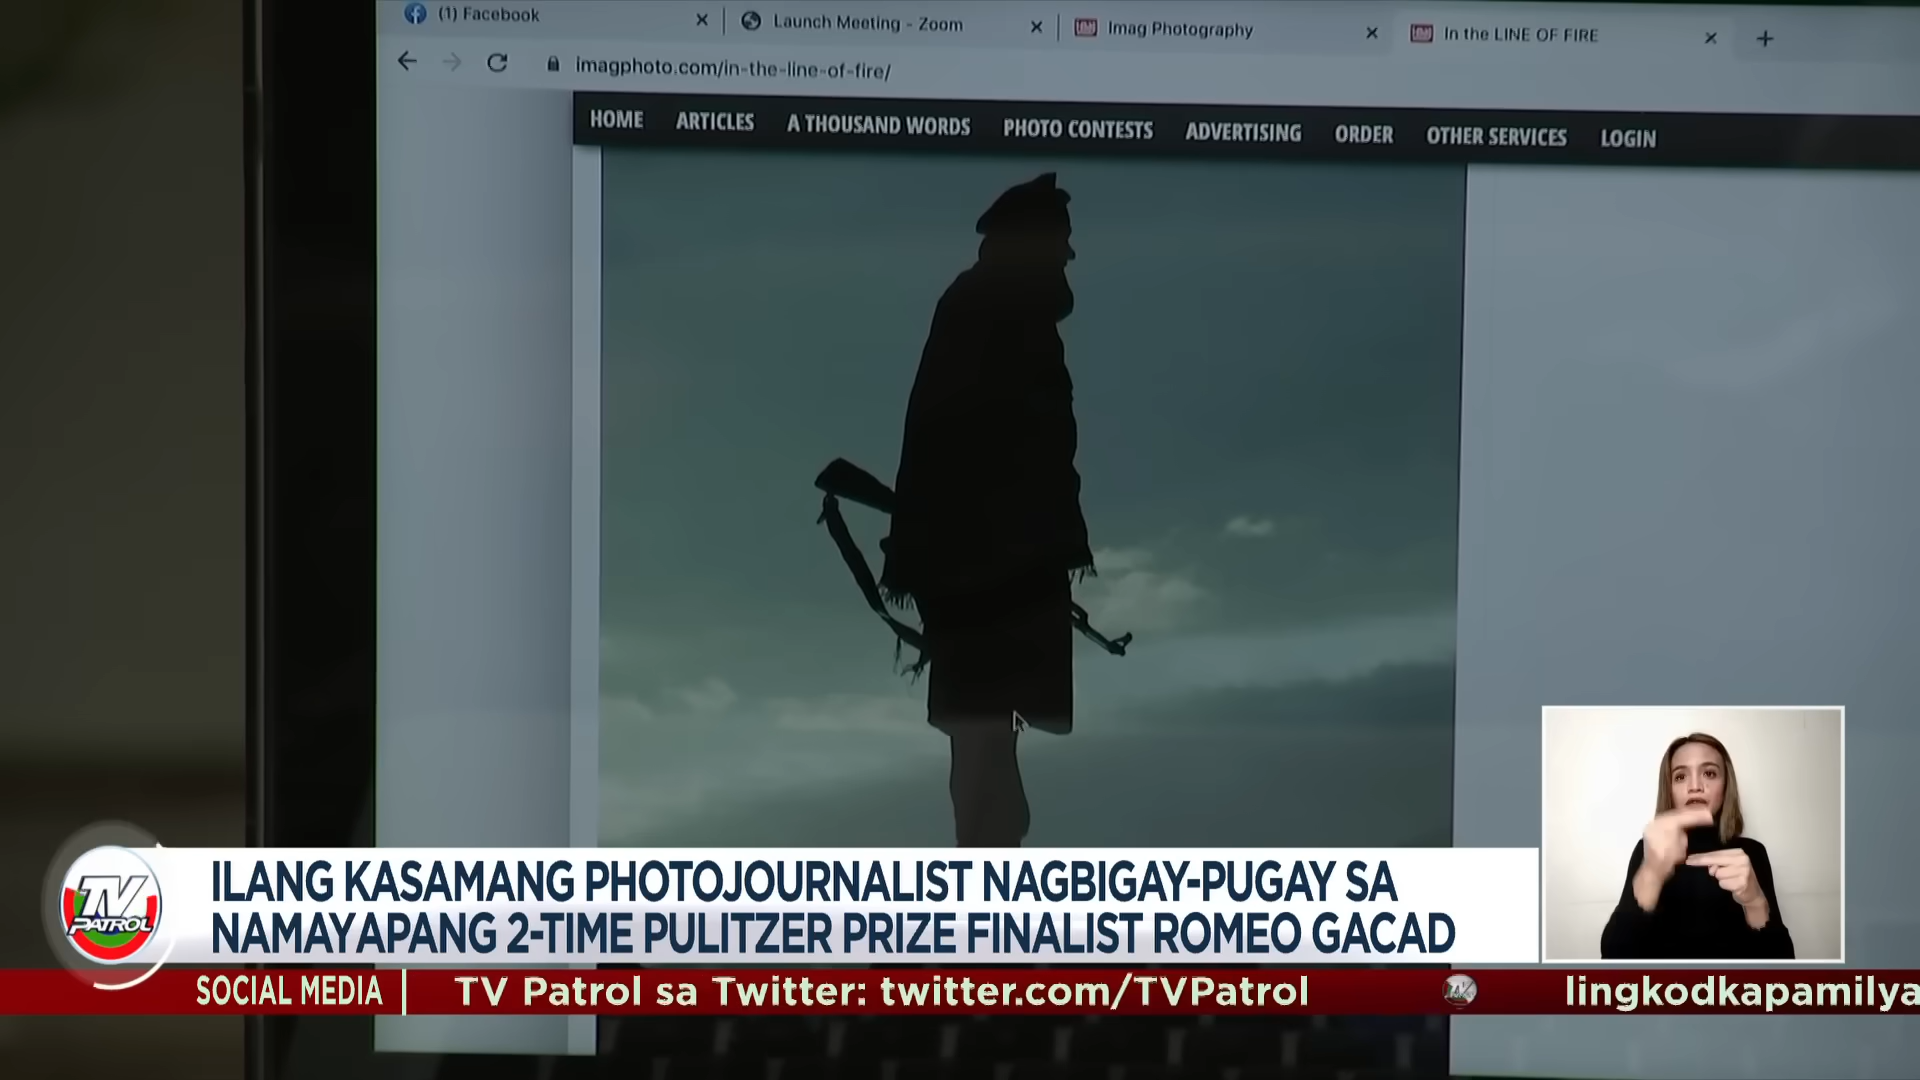 (1) Facebook
Launch Meeting - Zoom
Imag Photography
In the LINE OF FIRE
imagphoto.com/in-the-line-of-fire/
HOME ARTICLES A THOUSAND WORDS PHOTO CONTESTS ADVERTISING ORDER OTHER SERVICES LOGIN
TV PATROL
ILANG KASAMANG PHOTOJOURNALIST NAGBIGAY-PUGAY SA
NAMAYAPANG 2-TIME PULITZER PRIZE FINALIST ROMEO GACAD
SOCIAL MEDIA | TV Patrol sa Twitter: twitter.com/TVPatrol lingkodkapamilya